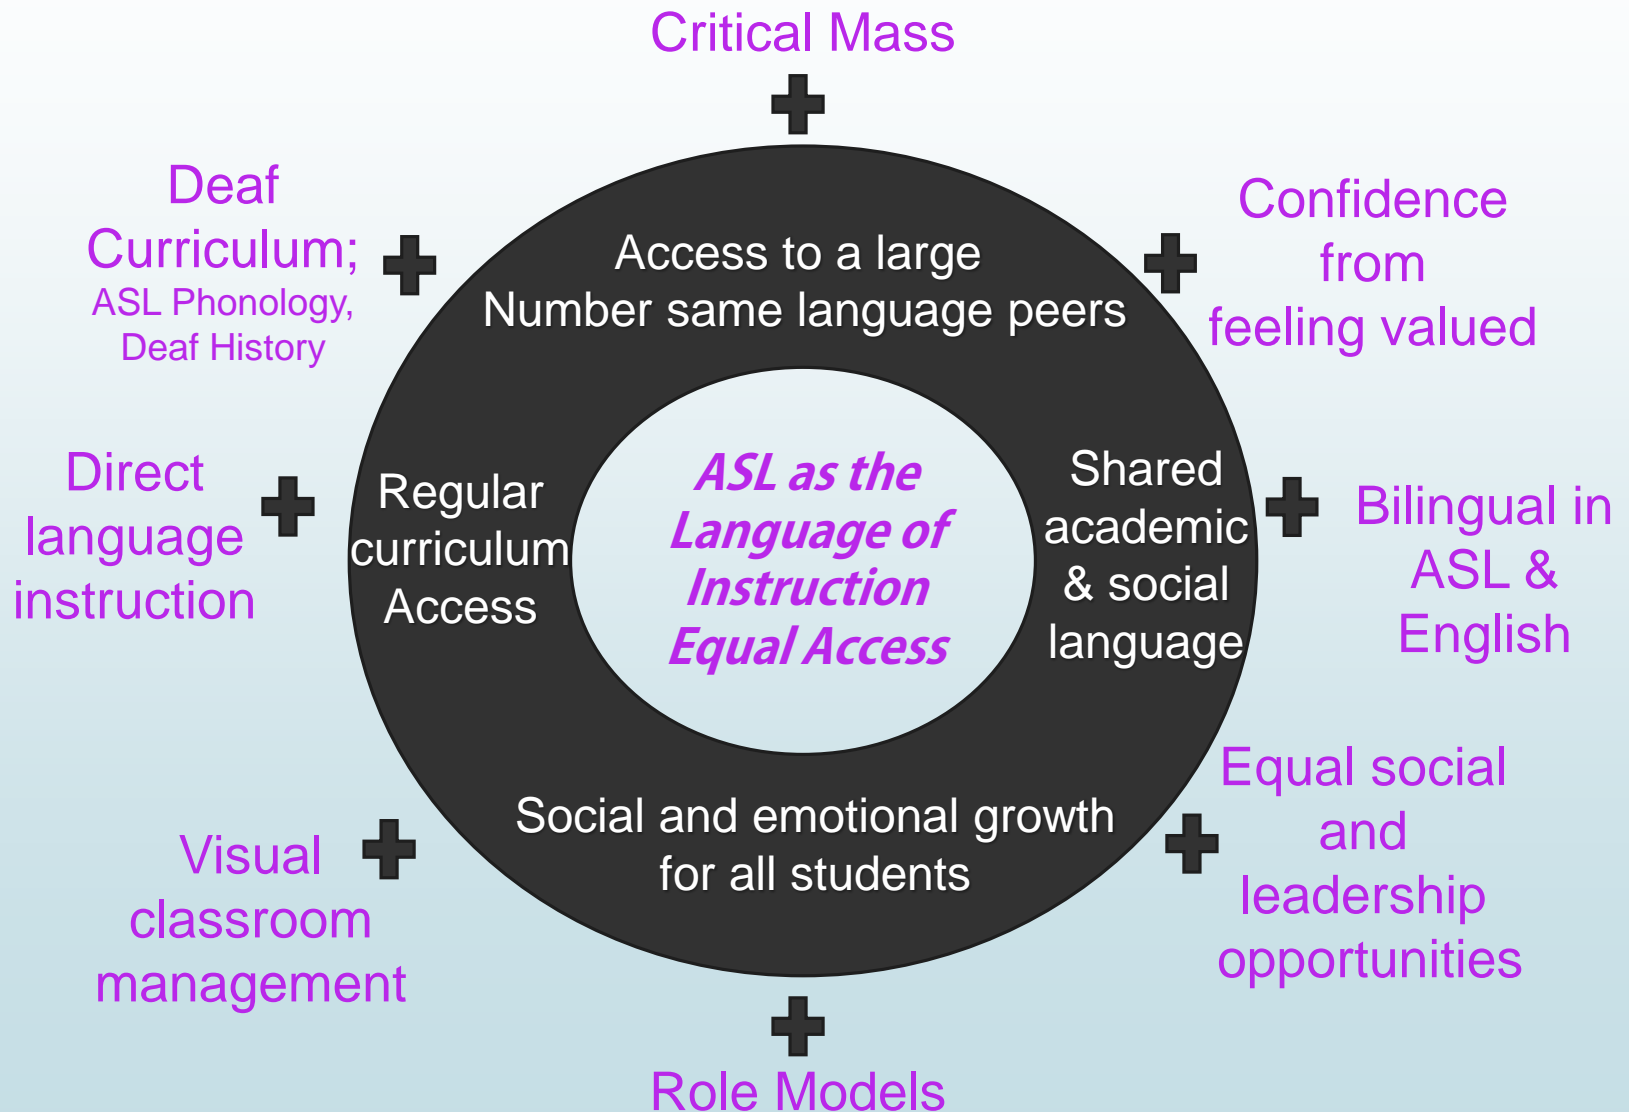 Critical Mass
Deaf
Curriculum;
ASL Phonology,
Deaf History
Confidence
from
feeling valued
Access to a large
Number same language peers
Direct
language
instruction
Regular
curriculum
Access
ASL as the
Language of
Instruction
Equal Access
Shared
academic
& social
language
Bilingual in
ASL &
English
Visual
classroom
management
Social and emotional growth
for all students
Equal social
and
leadership
opportunities
Role Models